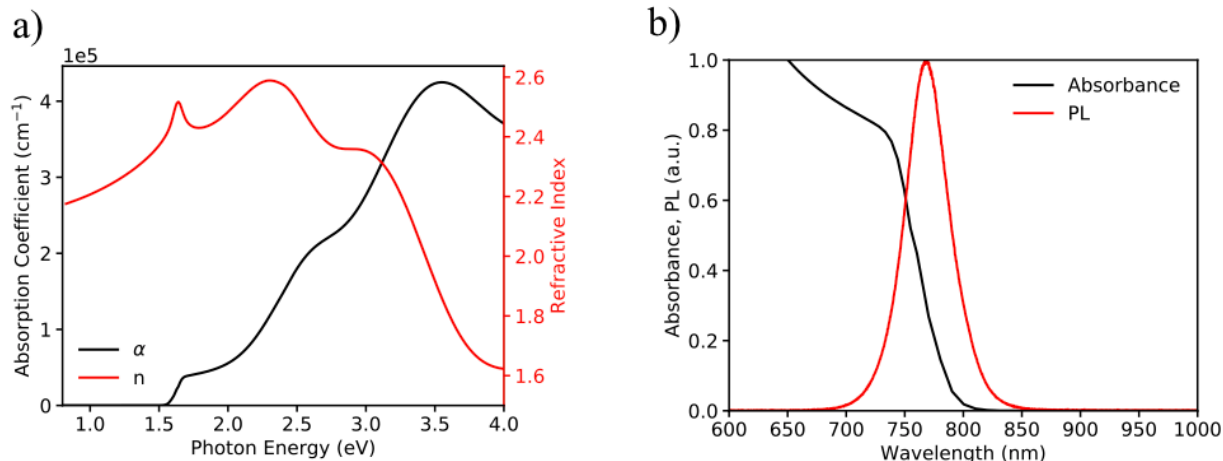 a)
1e5
Absorption Coefficient (cm⁻¹)
4
3
2
1
0
α
n
1.0 1.5 2.0 2.5 3.0 3.5 4.0
Photon Energy (eV)
2.6
2.4
2.2
2.0
1.8
1.6
Refractive Index
b)
Absorbance, PL (a.u.)
1.0
0.8
0.6
0.4
0.2
0.0
Absorbance
PL
600 650 700 750 800 850 900 950 1000
Wavelength (nm)